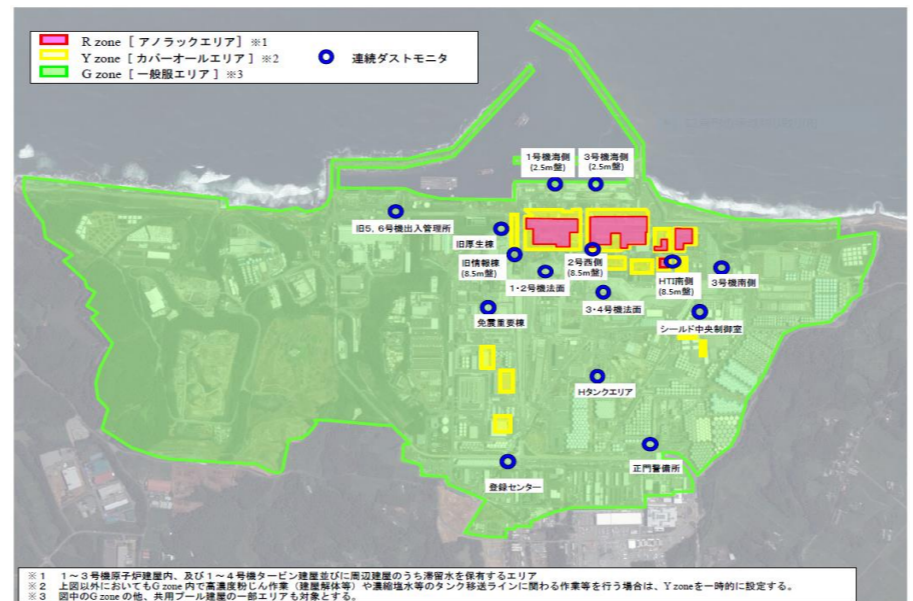 R zone [ アノラックエリア] ※1
Y zone [ カバーオールエリア ] ※2
G zone [ 一般服エリア ] ※3
連続ダストモニタ
1号機海側
(2.5m盤)
3号機海側
(2.5m盤)
旧5，6号機出入管理所
旧厚生棟
旧情報棟
(8.5m盤)
2号西側
(8.5m盤)
1・2号機法面
HTI南側
(8.5m盤)
3号機南側
3・4号機法面
免震重要棟
シールド中央制御室
Hタンクエリア
正門警備所
登録センター
※1 1～3号機原子炉建屋内、及び1～4号機タービン建屋並びに周辺建屋のうち滞留水を保有するエリア
※2 上図以外においてもG zone内で高濃度粉じん作業（建屋解体等）や濃縮塩水等のタンク移送ラインに関わる作業等を行う場合は、Y zoneを一時的に設定する。
※3 図中のG zoneの他、共用プール建屋の一部エリアも対象とする。